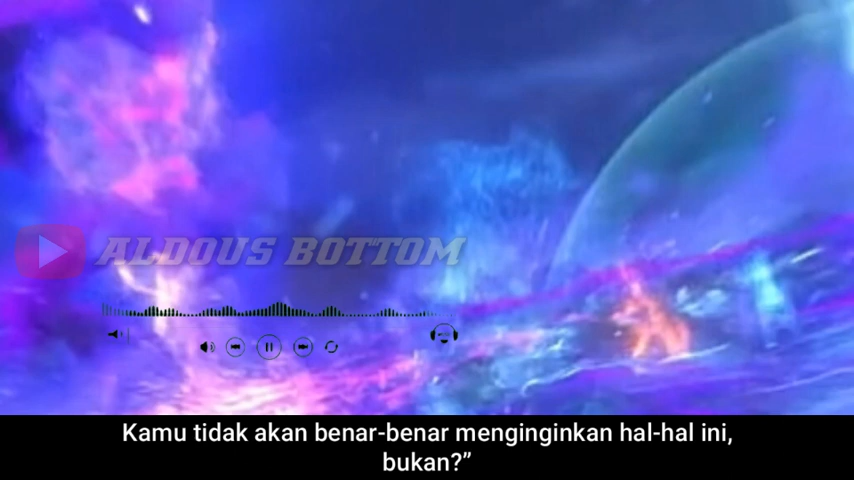 ALDOUS BOTTOM
Kamu tidak akan benar-benar menginginkan hal-hal ini,
bukan?”